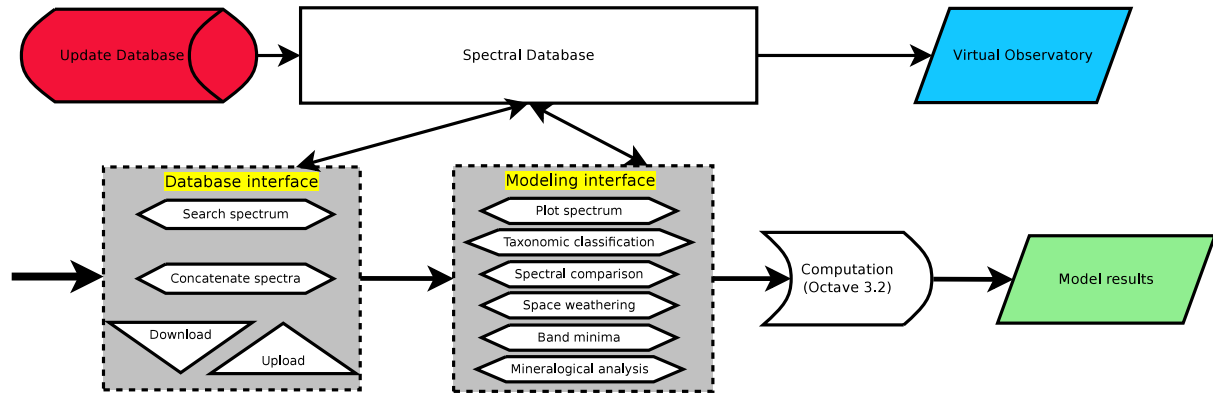 Update Database
Spectral Database
Virtual Observatory
Database interface
Search spectrum
Concatenate spectra
Download
Upload
Modeling interface
Plot spectrum
Taxonomic classification
Spectral comparison
Space weathering
Band minima
Mineralogical analysis
Computation
(Octave 3.2)
Model results